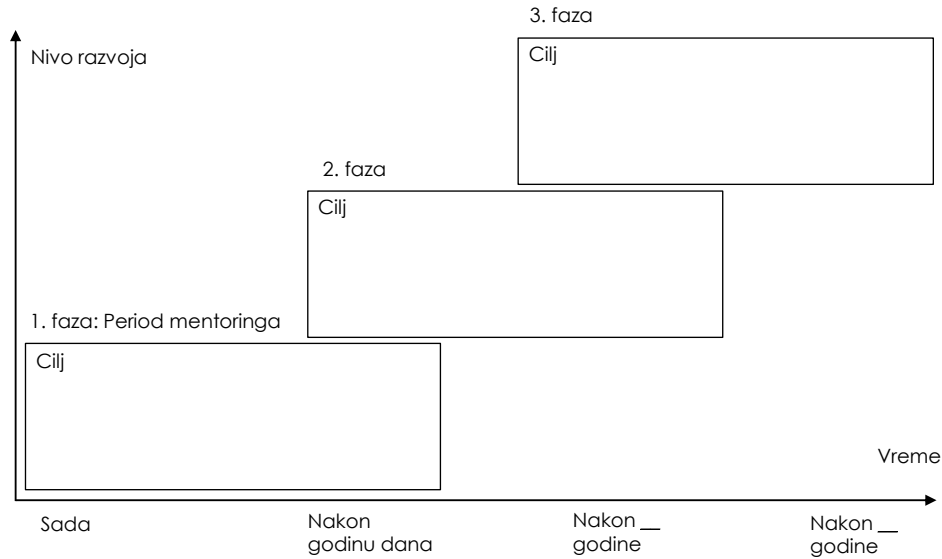 3. faza
Nivo razvoja
Cilj
2. faza
Cilj
1. faza: Period mentoringa
Cilj
Vreme
Sada
Nakon
godinu dana
Nakon __
godine
Nakon __
godine